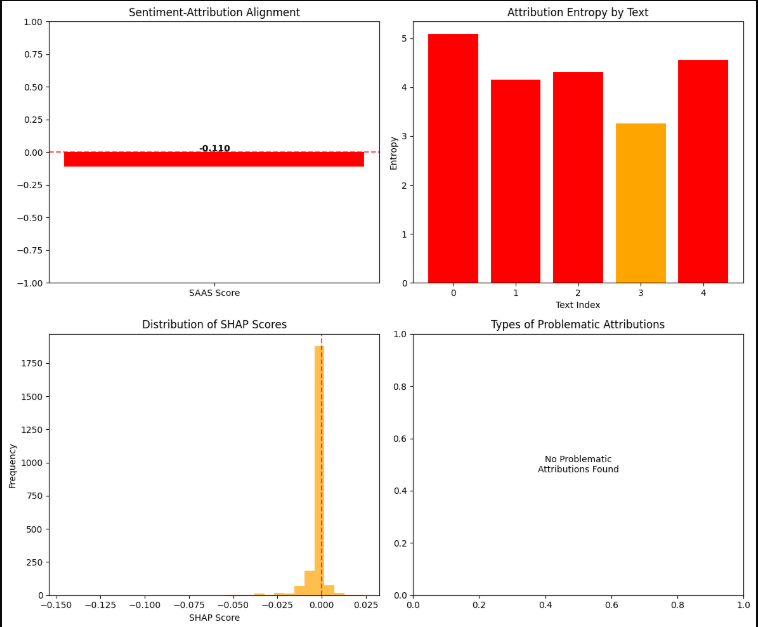 Sentiment-Attribution Alignment
1.00
0.75
0.50
0.25
0.00
−0.25
−0.50
−0.75
−1.00
-0.110
SAAS Score
Attribution Entropy by Text
Entropy
5
4
3
2
1
0
0 1 2 3 4
Text Index
Distribution of SHAP Scores
Frequency
1750
1500
1250
1000
750
500
250
0
−0.150 −0.125 −0.100 −0.075 −0.050 −0.025 0.000 0.025
SHAP Score
Types of Problematic Attributions
1.0
0.8
0.6
0.4
0.2
0.0
No Problematic
Attributions Found
0.0 0.2 0.4 0.6 0.8 1.0